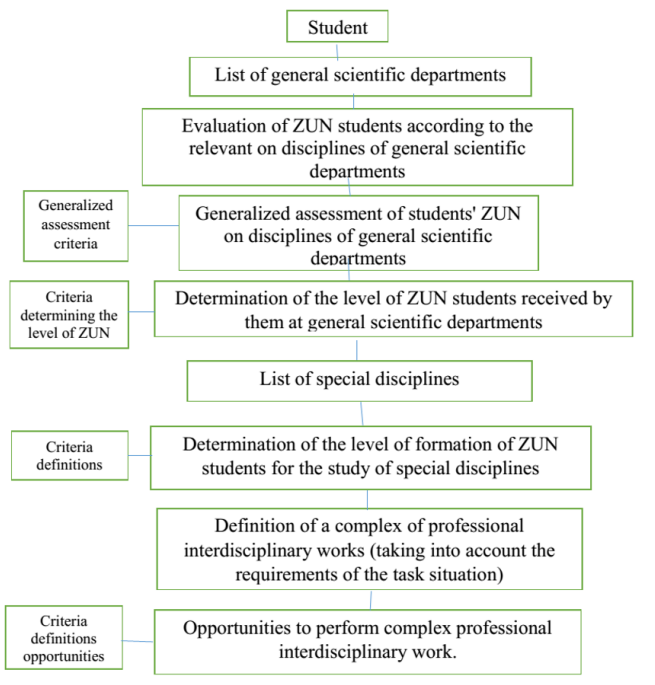 Student
List of general scientific departments
Evaluation of ZUN students according to the
relevant on disciplines of general scientific
departments
Generalized
assessment
criteria
Generalized assessment of students' ZUN
on disciplines of general scientific
departments
Criteria
determining the
level of ZUN
Determination of the level of ZUN students received by
them at general scientific departments
List of special disciplines
Criteria
definitions
Determination of the level of formation of ZUN
students for the study of special disciplines
Definition of a complex of professional
interdisciplinary works (taking into account the
requirements of the task situation)
Criteria
definitions
opportunities
Opportunities to perform complex professional
interdisciplinary work.